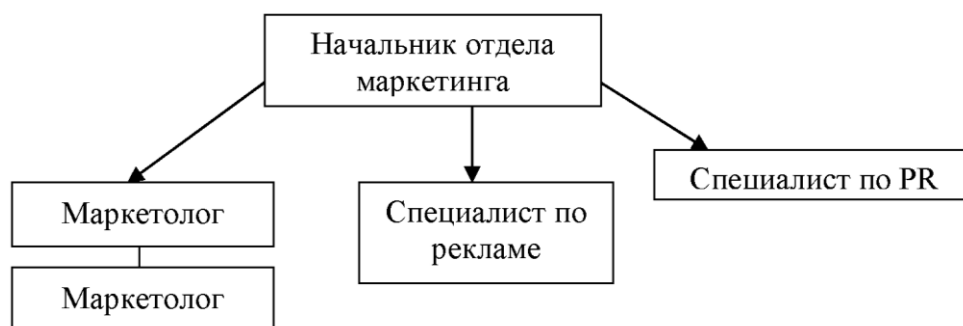 Начальник отдела
маркетинга
Специалист по PR
Маркетолог
Специалист по
рекламе
Маркетолог